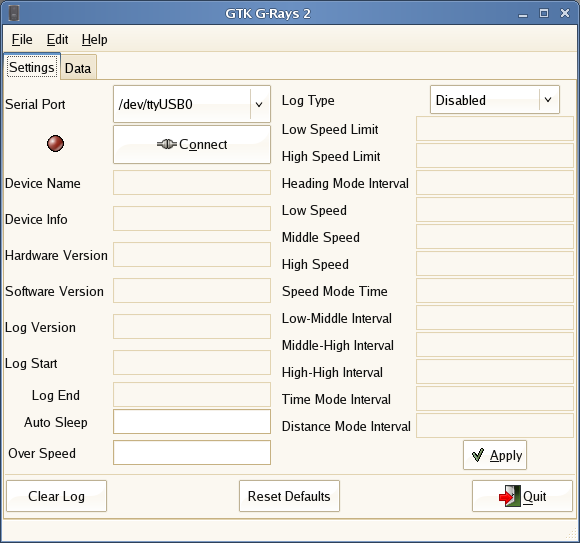 GTK G-Rays 2
File Edit Help
Settings Data
Serial Port
/dev/ttyUSB0
Connect
Device Name
Device Info
Hardware Version
Software Version
Log Version
Log Start
Log End
Auto Sleep
Over Speed
Log Type
Disabled
Low Speed Limit
High Speed Limit
Heading Mode Interval
Low Speed
Middle Speed
High Speed
Speed Mode Time
Low-Middle Interval
Middle-High Interval
High-High Interval
Time Mode Interval
Distance Mode Interval
Apply
Clear Log
Reset Defaults
Quit